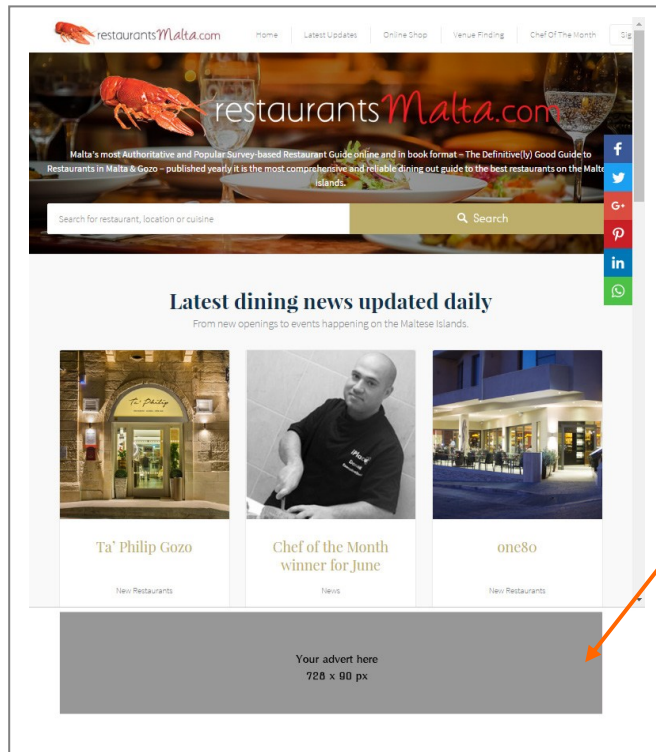 restaurantsMalta.com
Home
Latest Updates
Online Shop
Venue Finding
Chef Of The Month
Sig
restaurantsMalta.com
Malta's most Authoritative and Popular Survey-based Restaurant Guide online and in book format – The Definitive(ly) Good Guide to
Restaurants in Malta & Gozo – published yearly it is the most comprehensive and reliable dining out guide to the best restaurants on the Malte
islands.
Search for restaurant, location or cuisine
Search
f
G+
in
Latest dining news updated daily
From new openings to events happening on the Maltese Islands.
Ta' Philip
Ta' Philip Gozo
New Restaurants
Chef of the Month
winner for June
News
one80
New Restaurants
Your advert here
728 x 90 px